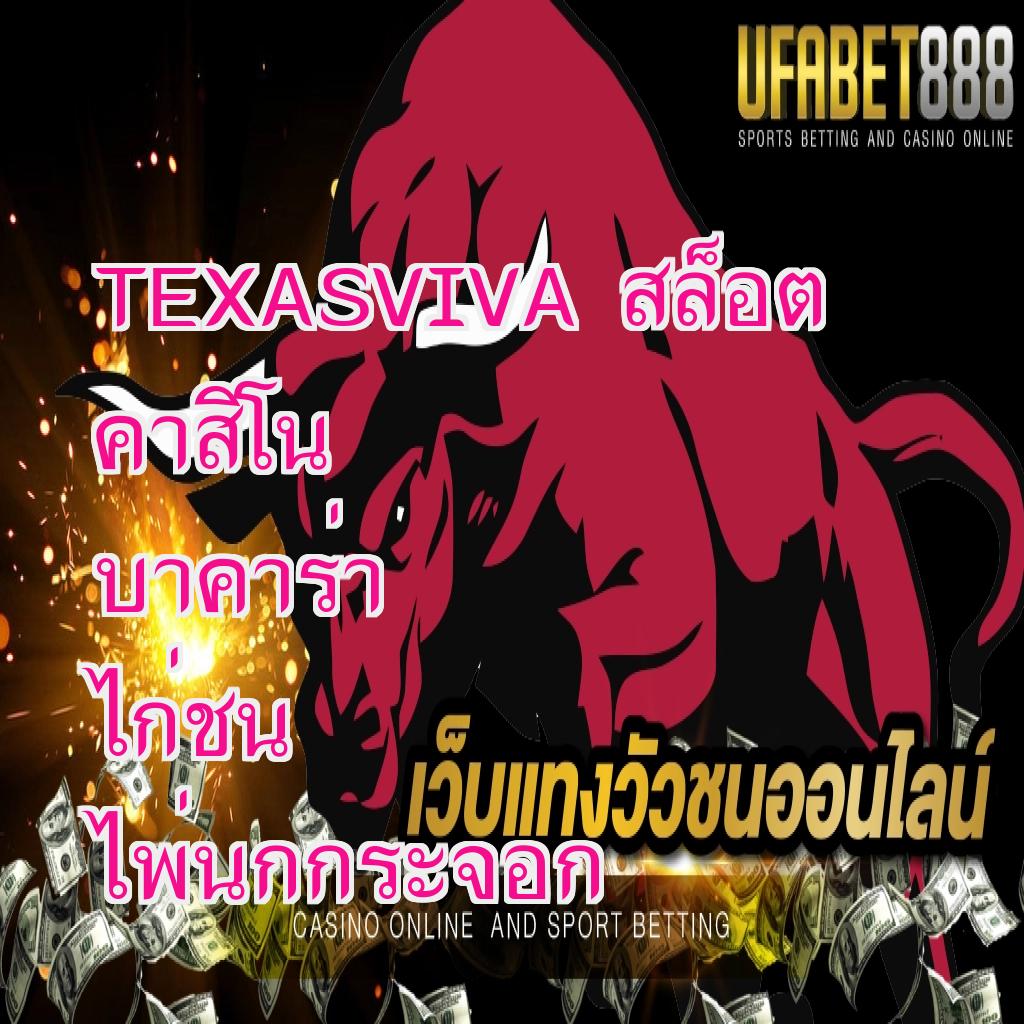 UFABET888
SPORTS BETTING AND CASINO ONLINE
TEXASVIVA สล็อต
คาสิโน
บาคาร่า
ไก่ชน
ไพ่นกกระจอก
เว็บแทงวัวชนออนไลน์
CASINO ONLINE AND SPORT BETTING